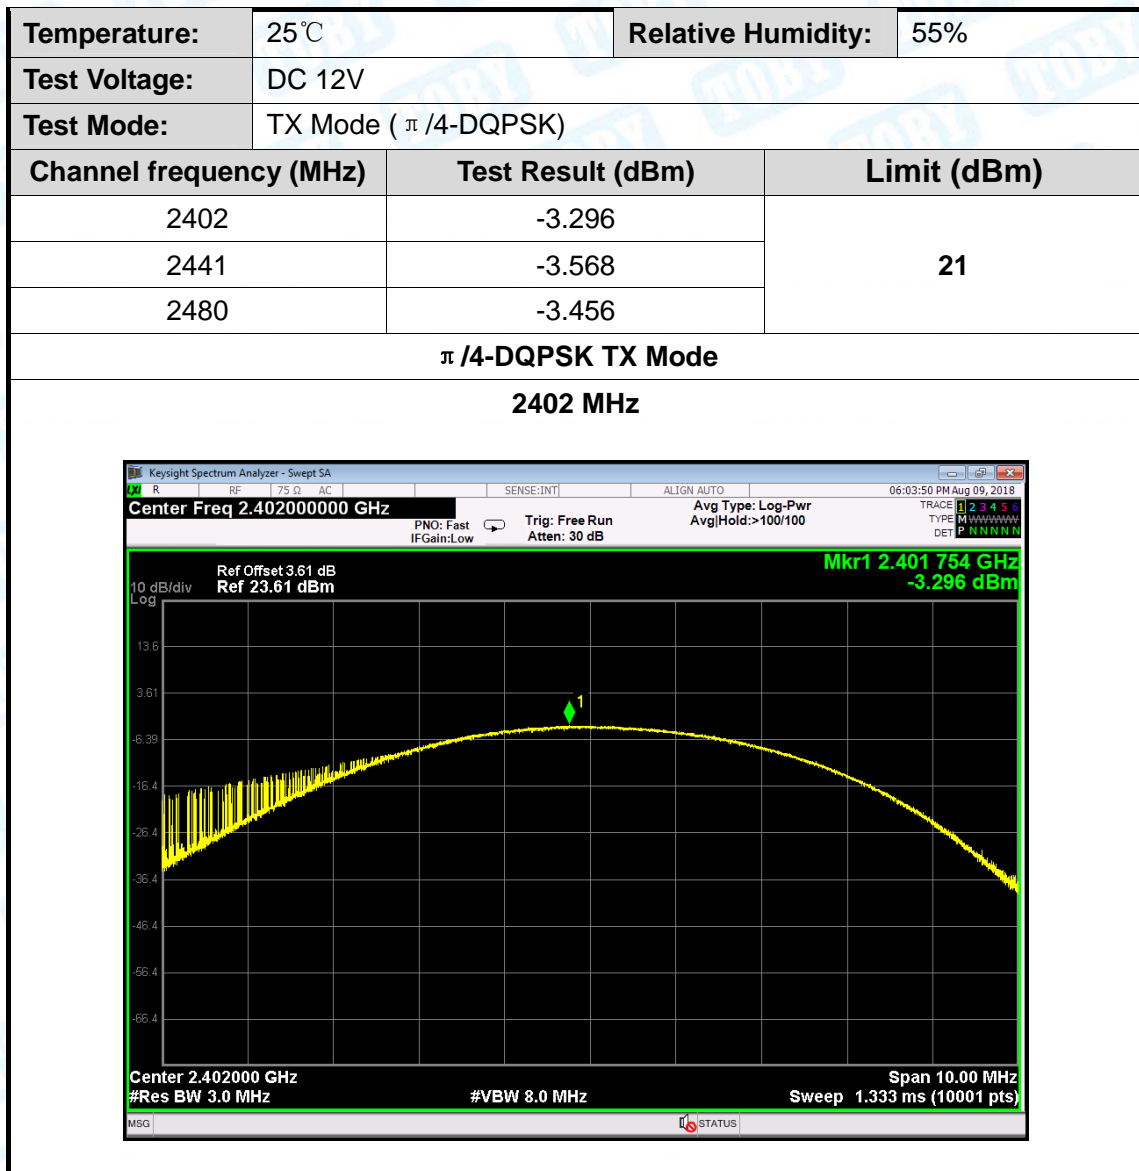 Temperature: 25℃ Relative Humidity: 55%
Test Voltage: DC 12V
Test Mode: TX Mode (π/4-DQPSK)
Channel frequency (MHz) Test Result (dBm) Limit (dBm)
2402 -3.296
2441 -3.568 21
2480 -3.456
π/4-DQPSK TX Mode
2402 MHz
Keysight Spectrum Analyzer - Swept SA
LXI R RF 75 Ω AC SENSE:INT ALIGN AUTO 06:03:50 PM Aug 09, 2018
Center Freq 2.402000000 GHz Avg Type: Log-Pwr TRACE 1 2 3 4 5 6
PNO: Fast Trig: Free Run Avg|Hold:>100/100 TYPE M WWWWW
IFGain:Low Atten: 30 dB DET P N N N N N
Mkr1 2.401 754 GHz
Ref Offset 3.61 dB
10 dB/div Ref 23.61 dBm -3.296 dBm
Log
13.6
3.61
1
-6.39
-16.4
-26.4
-36.4
-46.4
-56.4
-66.4
Center 2.402000 GHz Span 10.00 MHz
#Res BW 3.0 MHz #VBW 8.0 MHz Sweep 1.333 ms (10001 pts)
MSG STATUS
TOBY